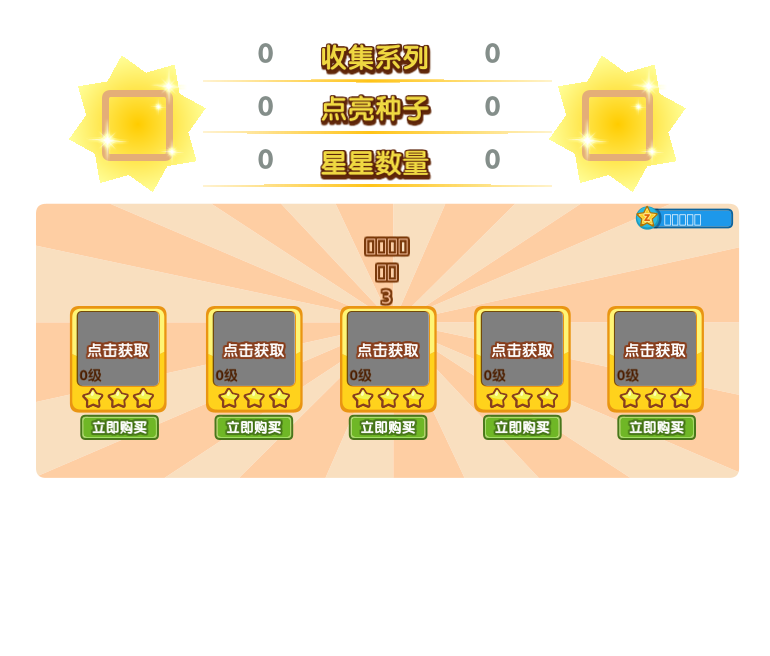 0 收集系列 0
0 点亮种子 0
0 星星数量 0
Z
3
点击获取 点击获取 点击获取 点击获取 点击获取
0级 0级 0级 0级 0级
立即购买 立即购买 立即购买 立即购买 立即购买